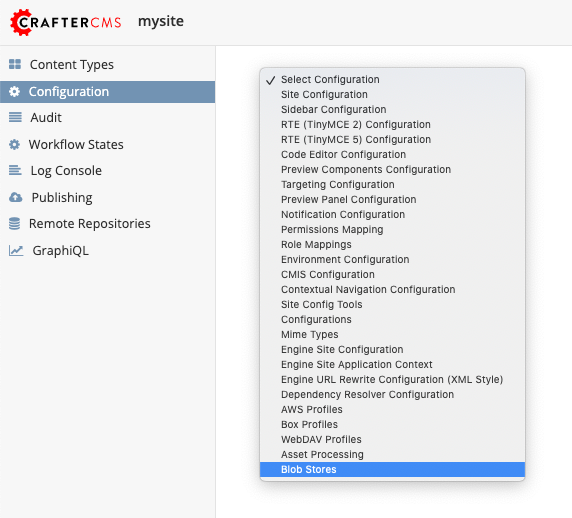 CRAFTERCMS mysite
Content Types
Configuration
Audit
Workflow States
Log Console
Publishing
Remote Repositories
GraphiQL
✓ Select Configuration
Site Configuration
Sidebar Configuration
RTE (TinyMCE 2) Configuration
RTE (TinyMCE 5) Configuration
Code Editor Configuration
Preview Components Configuration
Targeting Configuration
Preview Panel Configuration
Notification Configuration
Permissions Mapping
Role Mappings
Environment Configuration
CMIS Configuration
Contextual Navigation Configuration
Site Config Tools
Configurations
Mime Types
Engine Site Configuration
Engine Site Application Context
Engine URL Rewrite Configuration (XML Style)
Dependency Resolver Configuration
AWS Profiles
Box Profiles
WebDAV Profiles
Asset Processing
Blob Stores